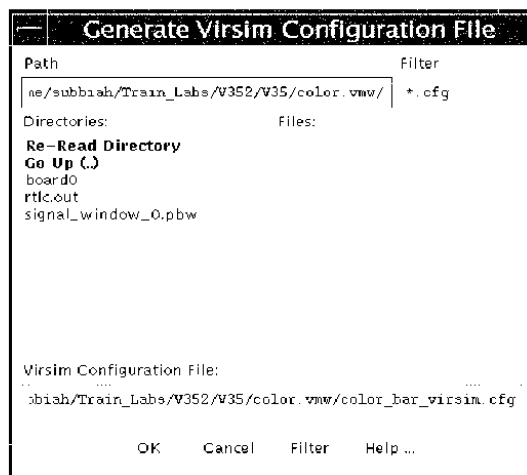 Generate Virsim Configuration File
Path Filter
ne/subbiah/Train_Labs/V352/V35/color.vmw/ *.cfg
Directories: Files:
Re-Read Directory
Go Up (..)
board0
rtlc.out
signal_window_0.pbw
Virsim Configuration File:
bbiah/Train_Labs/V352/V35/color.vmw/color_bar_virsim.cfg
OK Cancel Filter Help ...